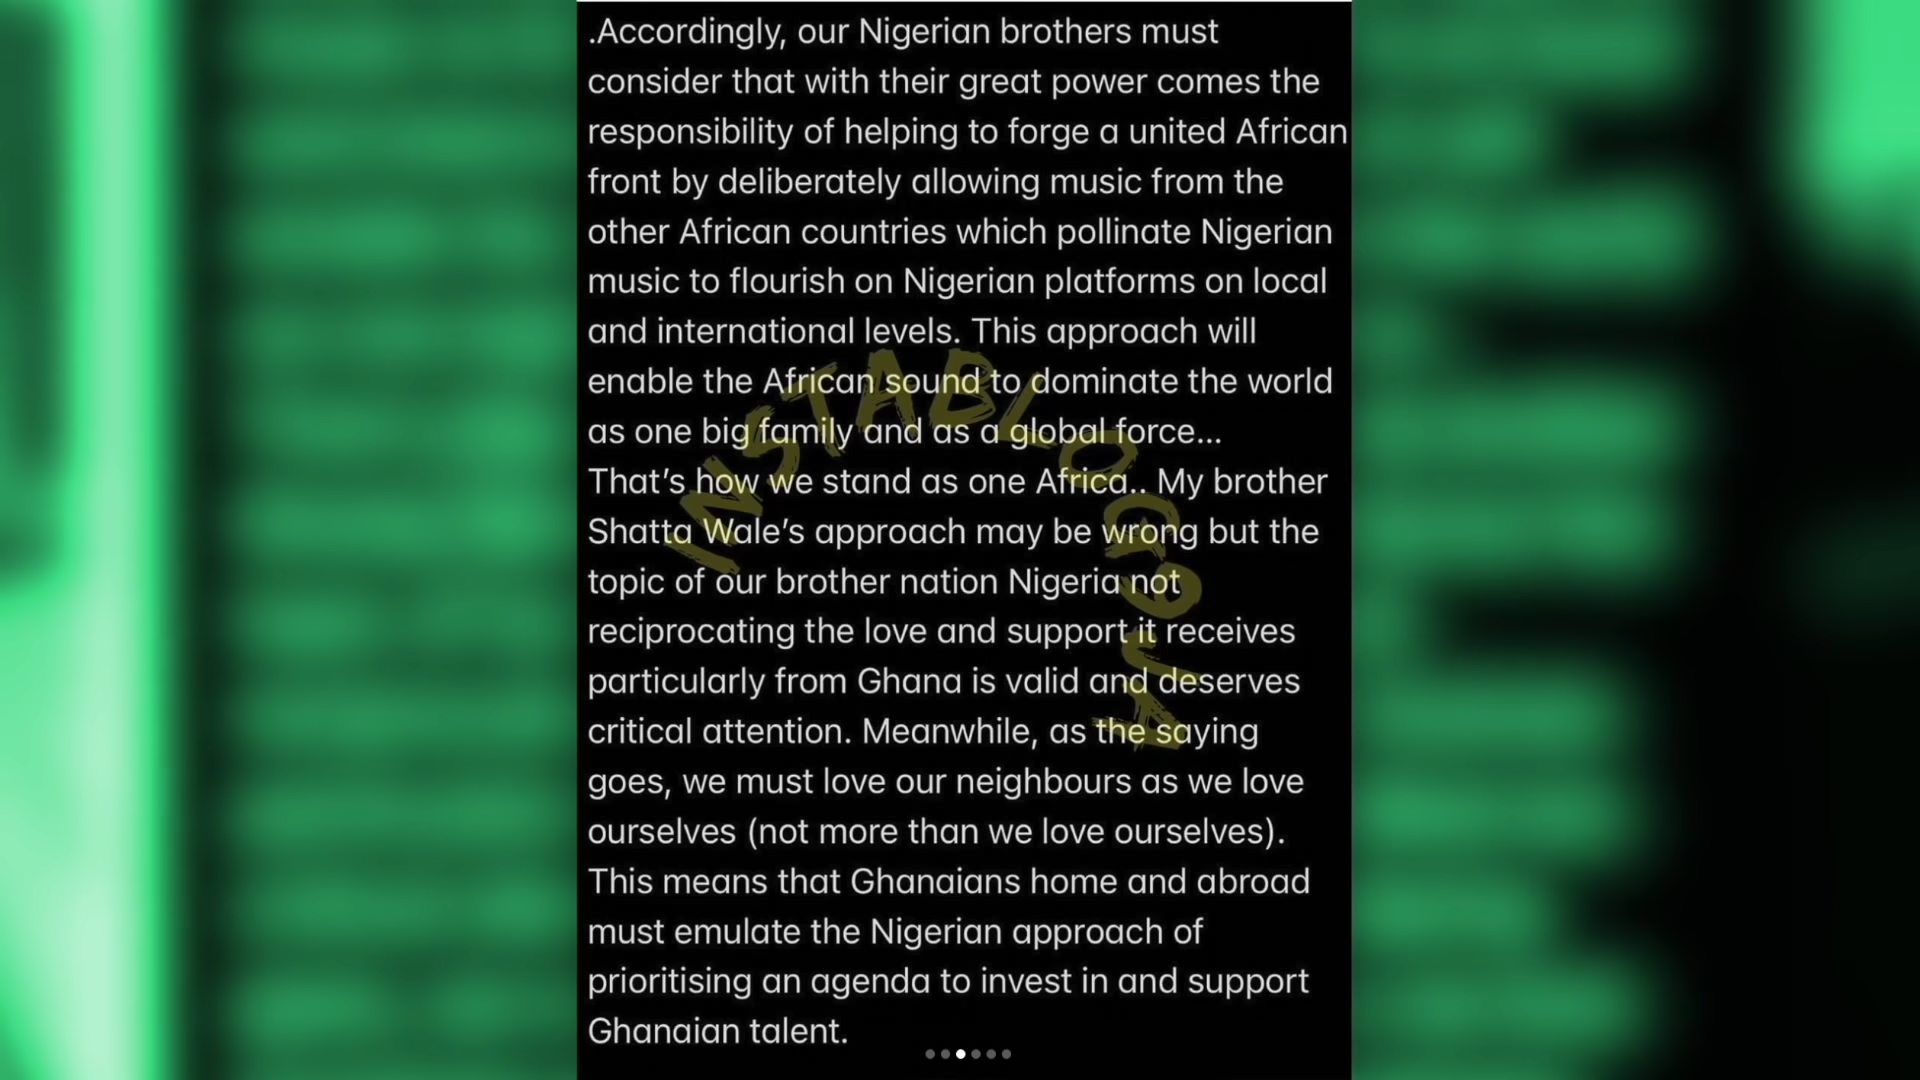 .Accordingly, our Nigerian brothers must
consider that with their great power comes the
responsibility of helping to forge a united African
front by deliberately allowing music from the
other African countries which pollinate Nigerian
music to flourish on Nigerian platforms on local
and international levels. This approach will
enable the African sound to dominate the world
as one big family and as a global force...
That’s how we stand as one Africa.. My brother
Shatta Wale’s approach may be wrong but the
topic of our brother nation Nigeria not
reciprocating the love and support it receives
particularly from Ghana is valid and deserves
critical attention. Meanwhile, as the saying
goes, we must love our neighbours as we love
ourselves (not more than we love ourselves).
This means that Ghanaians home and abroad
must emulate the Nigerian approach of
prioritising an agenda to invest in and support
Ghanaian talent.
INSTABLOG9JA